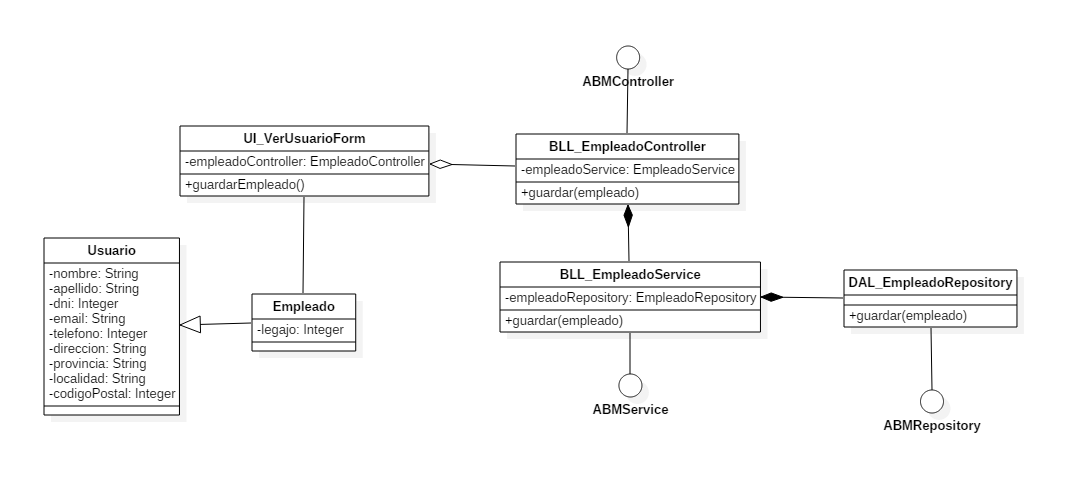 ABMController
UI_VerUsuarioForm
-empleadoController: EmpleadoController
+guardarEmpleado()
BLL_EmpleadoController
-empleadoService: EmpleadoService
+guardar(empleado)
Usuario
-nombre: String
-apellido: String
-dni: Integer
-email: String
-telefono: Integer
-direccion: String
-provincia: String
-localidad: String
-codigoPostal: Integer
Empleado
-legajo: Integer
BLL_EmpleadoService
-empleadoRepository: EmpleadoRepository
+guardar(empleado)
DAL_EmpleadoRepository
+guardar(empleado)
ABMService
ABMRepository